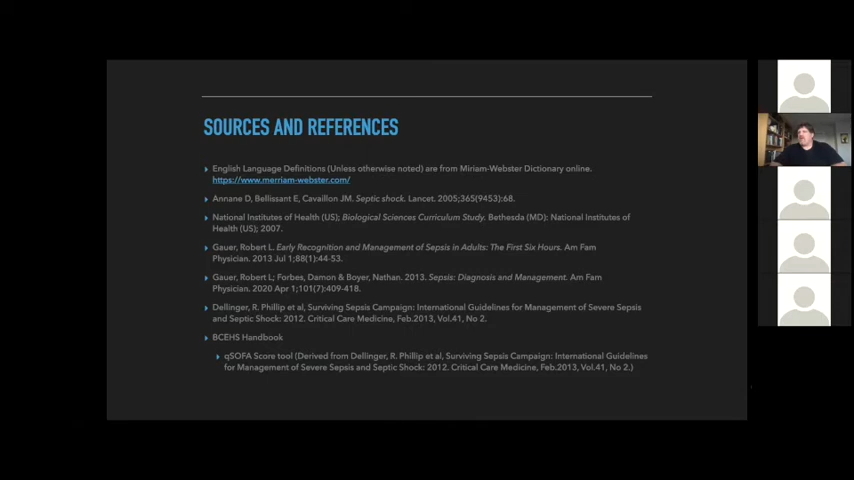 SOURCES AND REFERENCES
English Language Definitions (Unless otherwise noted) are from Miriam-Webster Dictionary online.
https://www.merriam-webster.com/
Annane D, Bellissant E, Cavaillon JM. Septic shock. Lancet. 2005;365(9453):68.
National Institutes of Health (US); Biological Sciences Curriculum Study. Bethesda (MD): National Institutes of
Health (US); 2007.
Gauer, Robert L. Early Recognition and Management of Sepsis in Adults: The First Six Hours. Am Fam
Physician. 2013 Jul 1;88(1):44-53.
Gauer, Robert L; Forbes, Damon & Boyer, Nathan. 2013. Sepsis: Diagnosis and Management. Am Fam
Physician. 2020 Apr 1;101(7):409-418.
Dellinger, R. Phillip et al, Surviving Sepsis Campaign: International Guidelines for Management of Severe Sepsis
and Septic Shock: 2012. Critical Care Medicine, Feb.2013, Vol.41, No 2.
BCEHS Handbook
qSOFA Score tool (Derived from Dellinger, R. Phillip et al, Surviving Sepsis Campaign: International Guidelines
for Management of Severe Sepsis and Septic Shock: 2012. Critical Care Medicine, Feb.2013, Vol.41, No 2.)